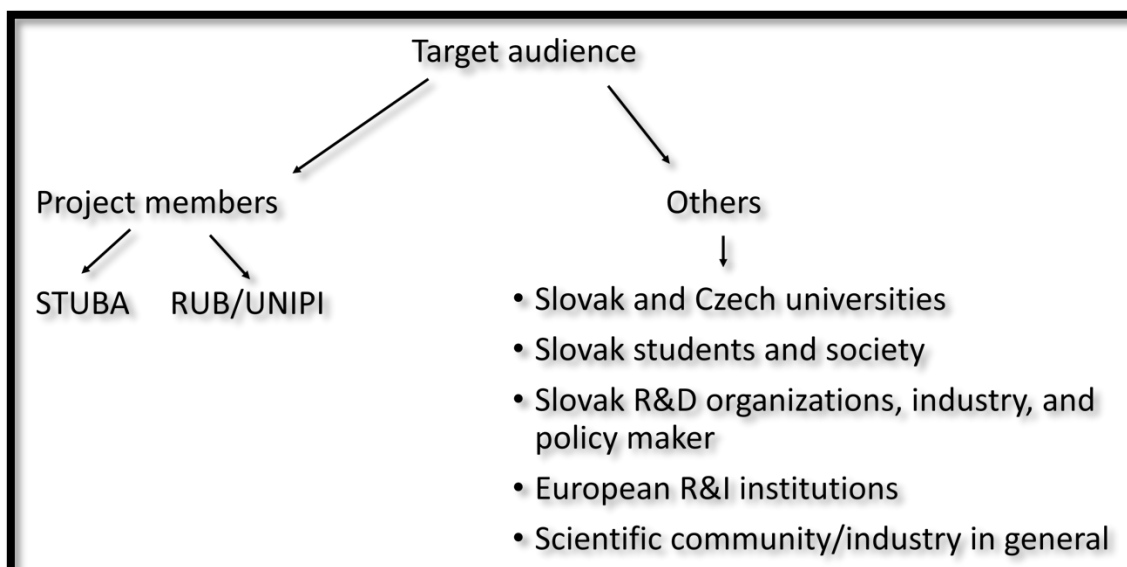 Target audience
Project members
Others
STUBA
RUB/UNIPI
• Slovak and Czech universities
• Slovak students and society
• Slovak R&D organizations, industry, and
policy maker
• European R&I institutions
• Scientific community/industry in general